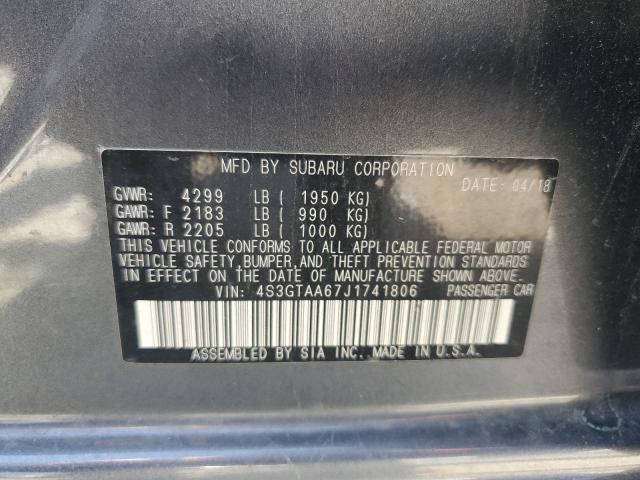 MFD BY SUBARU CORPORATION
DATE: 04/18
GVWR: 4299 LB ( 1950 KG)
GAWR: F 2183 LB ( 990 KG)
GAWR: R 2205 LB ( 1000 KG)
THIS VEHICLE CONFORMS TO ALL APPLICABLE FEDERAL MOTOR
VEHICLE SAFETY, BUMPER, AND THEFT PREVENTION STANDARDS
IN EFFECT ON THE DATE OF MANUFACTURE SHOWN ABOVE.
VIN: 4S3GTAA67J1741806 PASSENGER CAR
ASSEMBLED BY SIA INC. MADE IN U.S.A.